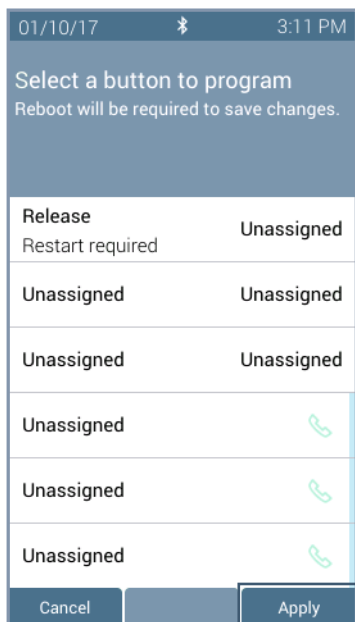 01/10/17 3:11 PM
Select a button to program
Reboot will be required to save changes.
Release Unassigned
Restart required
Unassigned Unassigned
Unassigned Unassigned
Unassigned
Unassigned
Unassigned
Cancel Apply